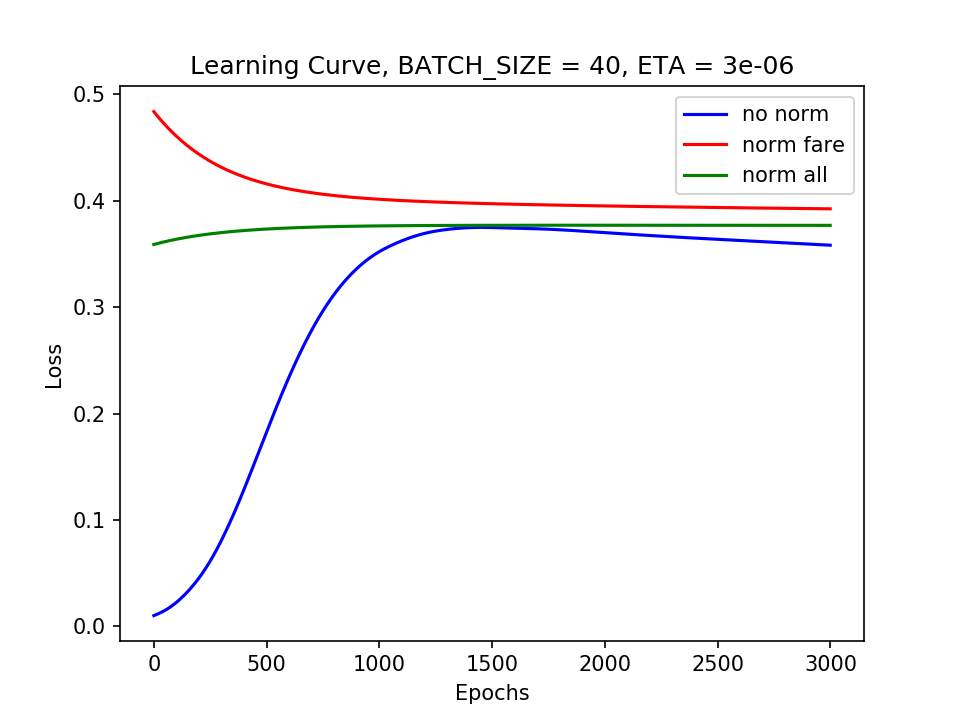 Learning Curve, BATCH_SIZE = 40, ETA = 3e-06
no norm
norm fare
norm all
0.5
0.4
0.3
0.2
0.1
0.0
Loss
0 500 1000 1500 2000 2500 3000
Epochs